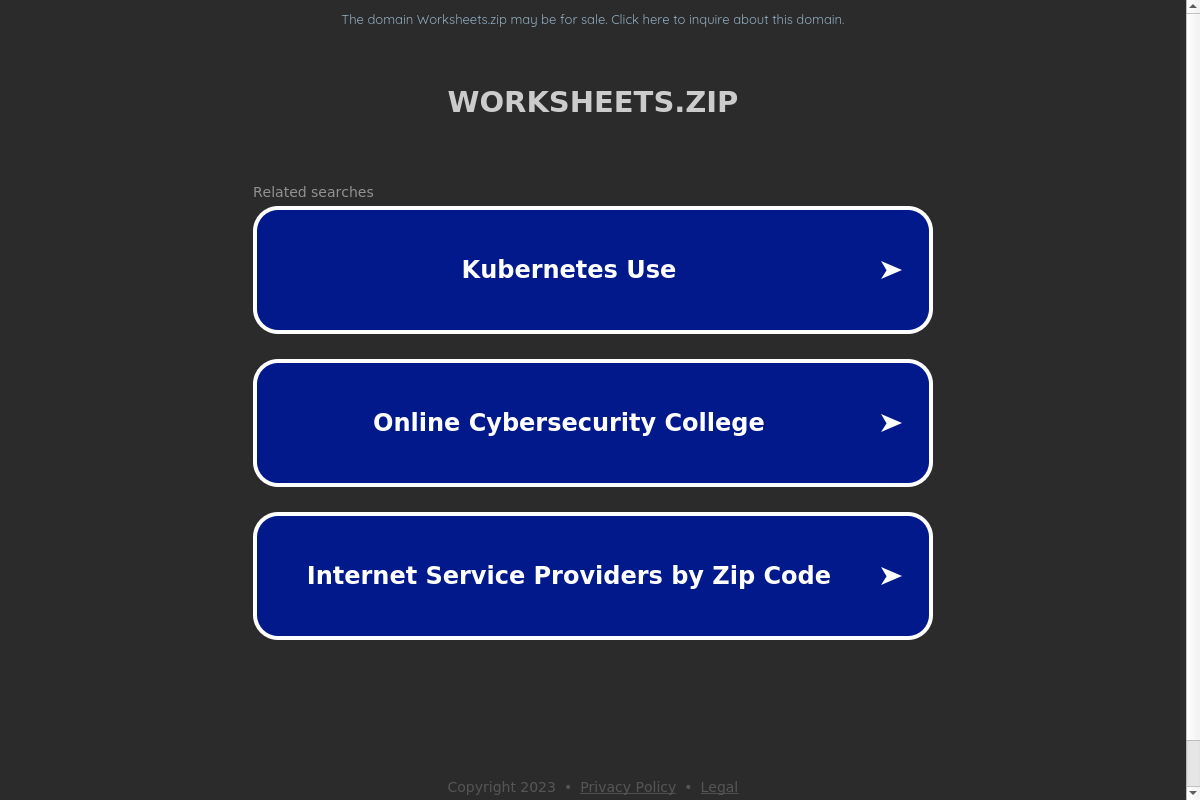 The domain Worksheets.zip may be for sale. Click here to inquire about this domain.
WORKSHEETS.ZIP
Related searches
Kubernetes Use
Online Cybersecurity College
Internet Service Providers by Zip Code
Copyright 2023 • Privacy Policy • Legal